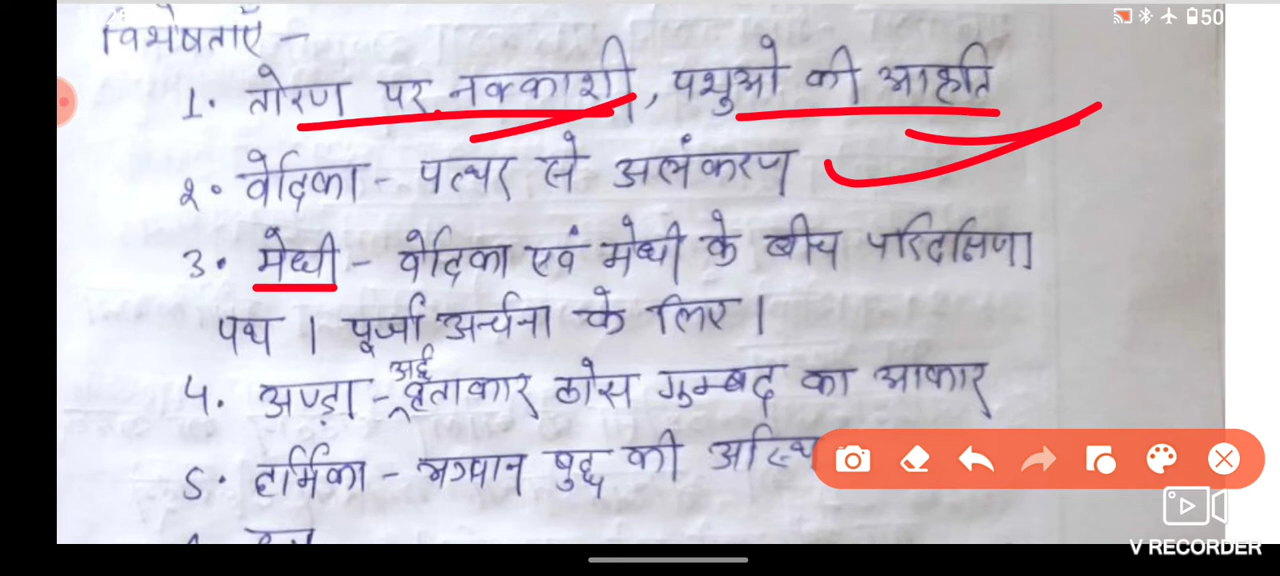 विशेषताएँ -
1. तोरण पर नक्काशी, पशुओ की आकृति
2. वेदिका - पत्थर से अलंकरण
3. मेधी - वेदिका एवं मेधी के बीच परिदक्षिणा
पथ । पूर्जा अर्चना के लिए ।
अर्द्ध
4. अण्ड़ा - वृताकार ठोस गुम्बद का आकार
5. हर्मिका - भगवान बुद्ध की
50
V RECORDER